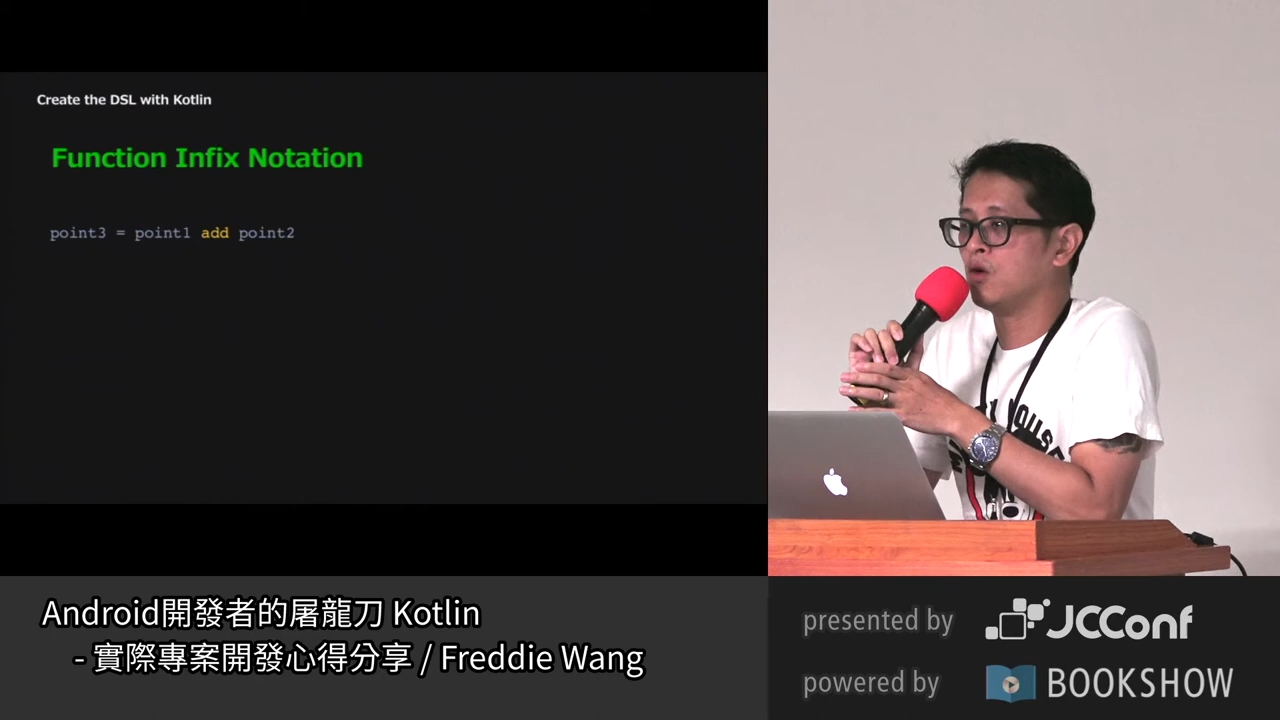 Create the DSL with Kotlin
Function Infix Notation
point3 = point1 add point2
Android開發者的屠龍刀 Kotlin
- 實際專案開發心得分享 / Freddie Wang
presented by JCConf
powered by BOOKSHOW